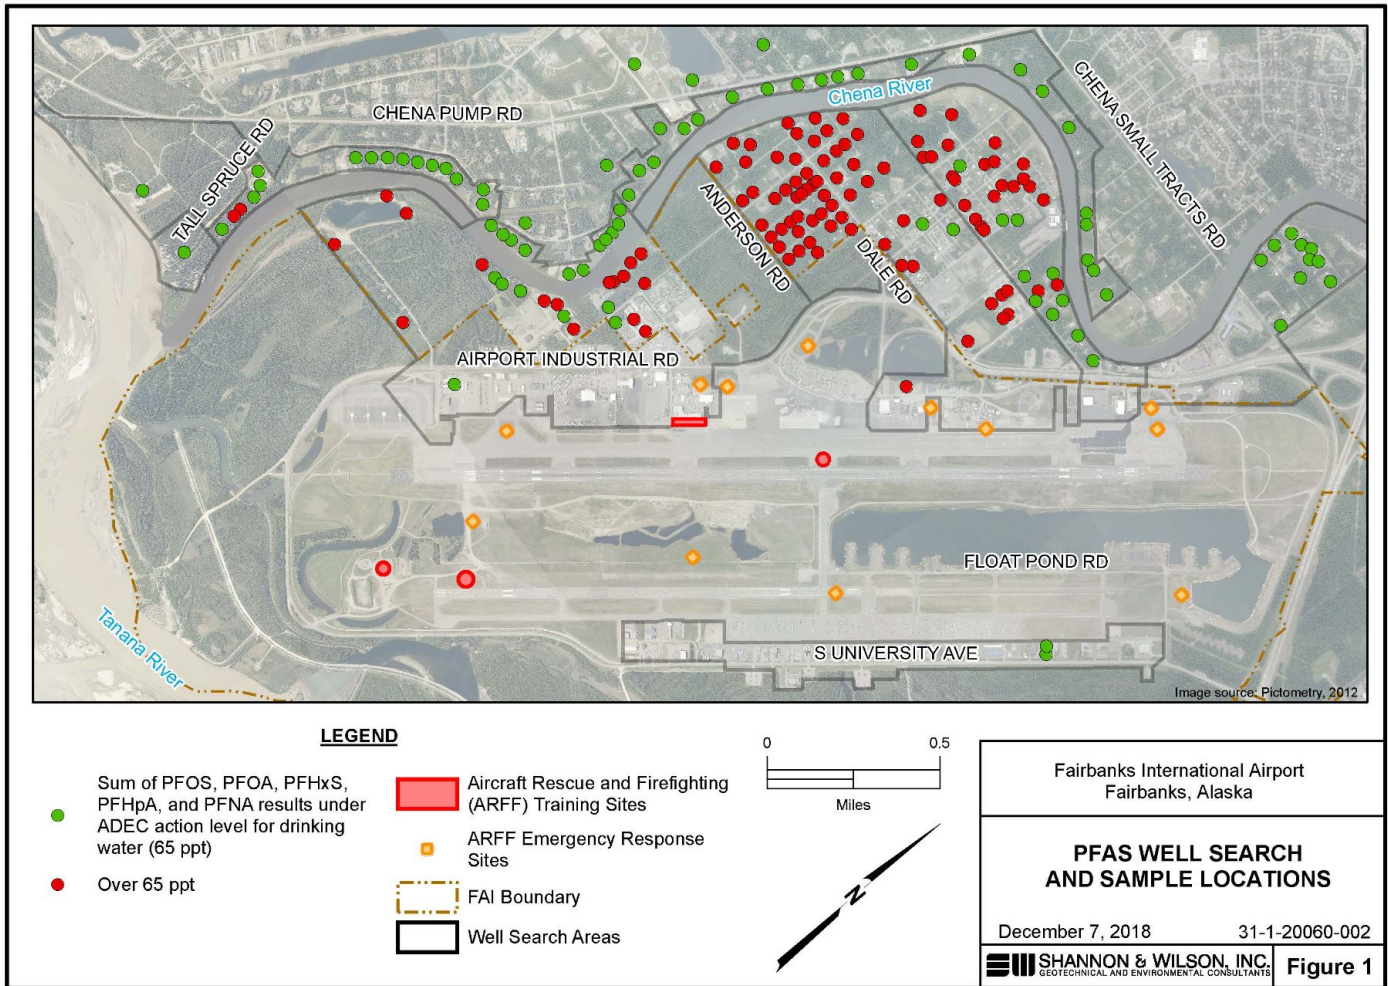 CHENA PUMP RD
Chena River
CHENA SMALL TRACTS RD
TALL SPRUCE RD
ANDERSON RD
DALE RD
AIRPORT INDUSTRIAL RD
FLOAT POND RD
Tanana River
S UNIVERSITY AVE
Image source: Pictometry, 2012
LEGEND
Sum of PFOS, PFOA, PFHxS,
PFHpA, and PFNA results under
ADEC action level for drinking
water (65 ppt)
Over 65 ppt
Aircraft Rescue and Firefighting
(ARFF) Training Sites
ARFF Emergency Response
Sites
FAI Boundary
Well Search Areas
0 0.5
Miles
N
Fairbanks International Airport
Fairbanks, Alaska
PFAS WELL SEARCH
AND SAMPLE LOCATIONS
December 7, 2018 31-1-20060-002
SHANNON & WILSON, INC.
GEOTECHNICAL AND ENVIRONMENTAL CONSULTANTS
Figure 1